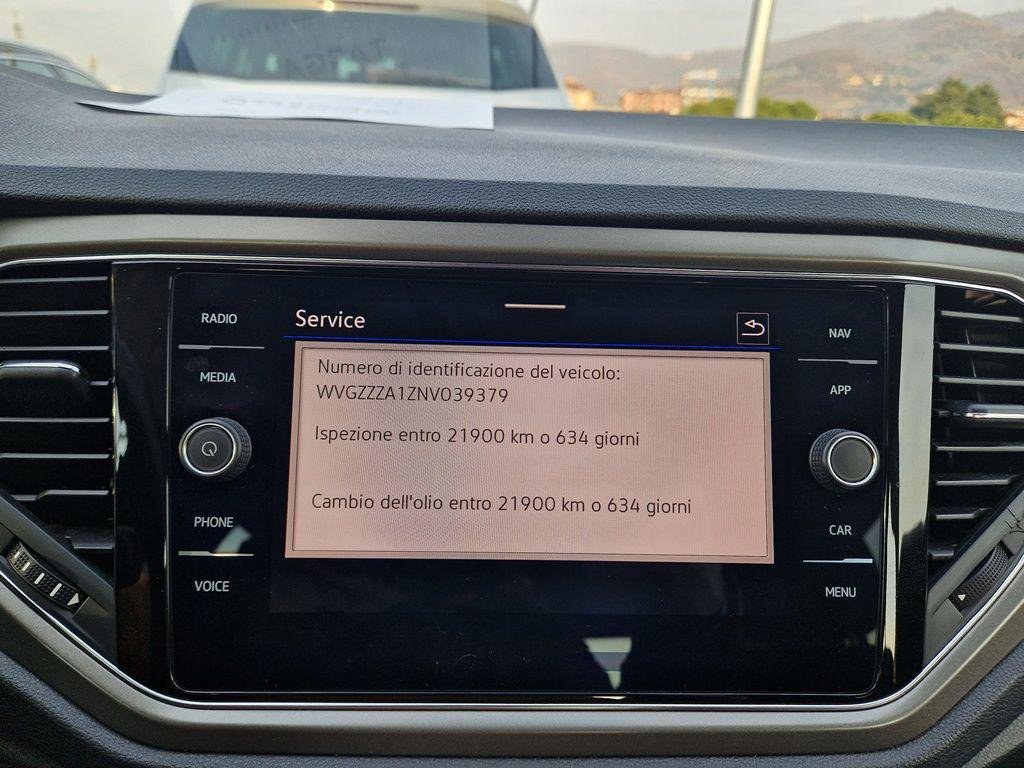 RADIO
MEDIA
PHONE
VOICE
Service
Numero di identificazione del veicolo:
WVGZZZA1ZNV039379
Ispezione entro 21900 km o 634 giorni
Cambio dell'olio entro 21900 km o 634 giorni
NAV
APP
CAR
MENU